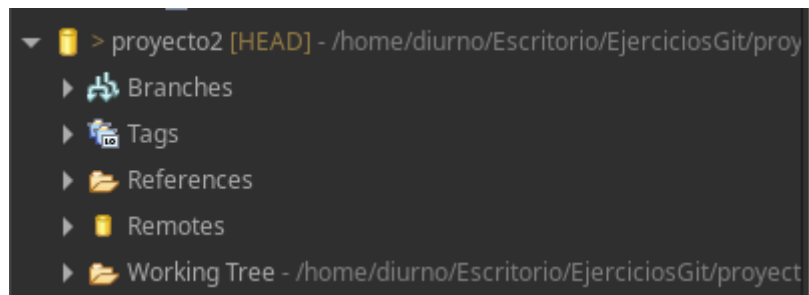 > proyecto2 [HEAD] - /home/diurno/Escritorio/EjerciciosGit/proy
Branches
Tags
References
Remotes
Working Tree - /home/diurno/Escritorio/EjerciciosGit/proyect